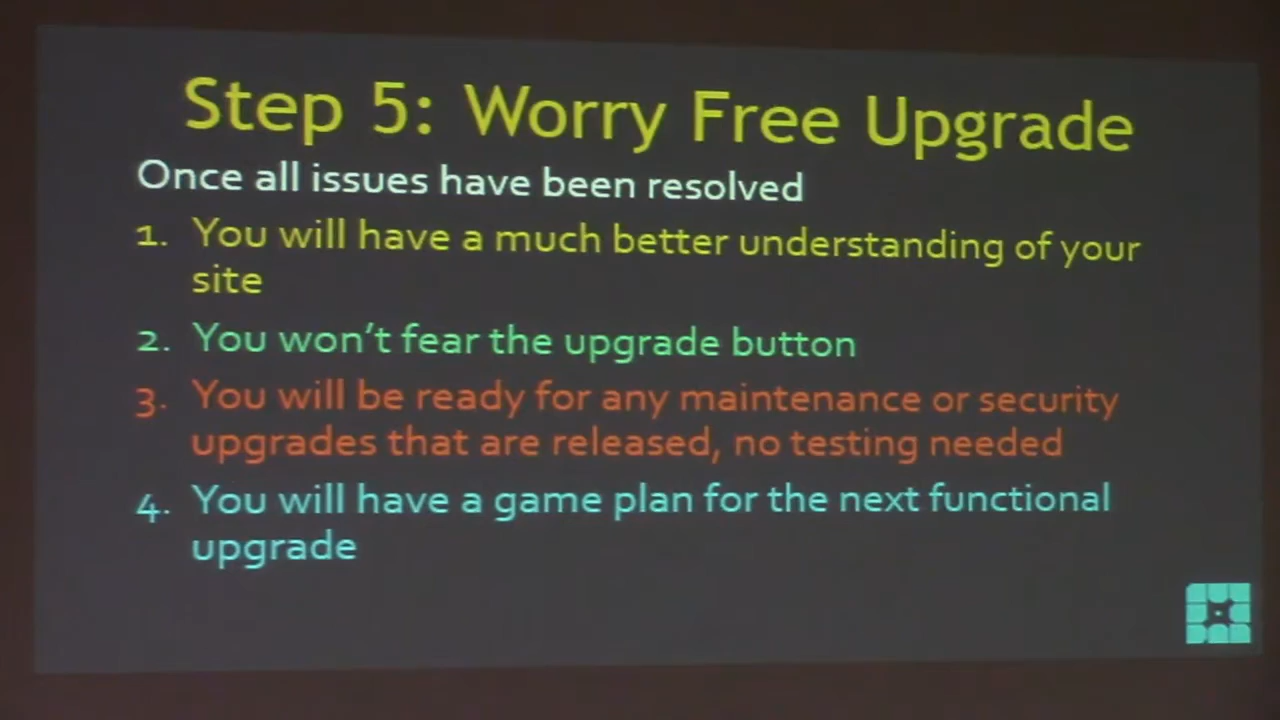 Step 5: Worry Free Upgrade
Once all issues have been resolved
1. You will have a much better understanding of your
site
2. You won't fear the upgrade button
3. You will be ready for any maintenance or security
upgrades that are released, no testing needed
4. You will have a game plan for the next functional
upgrade